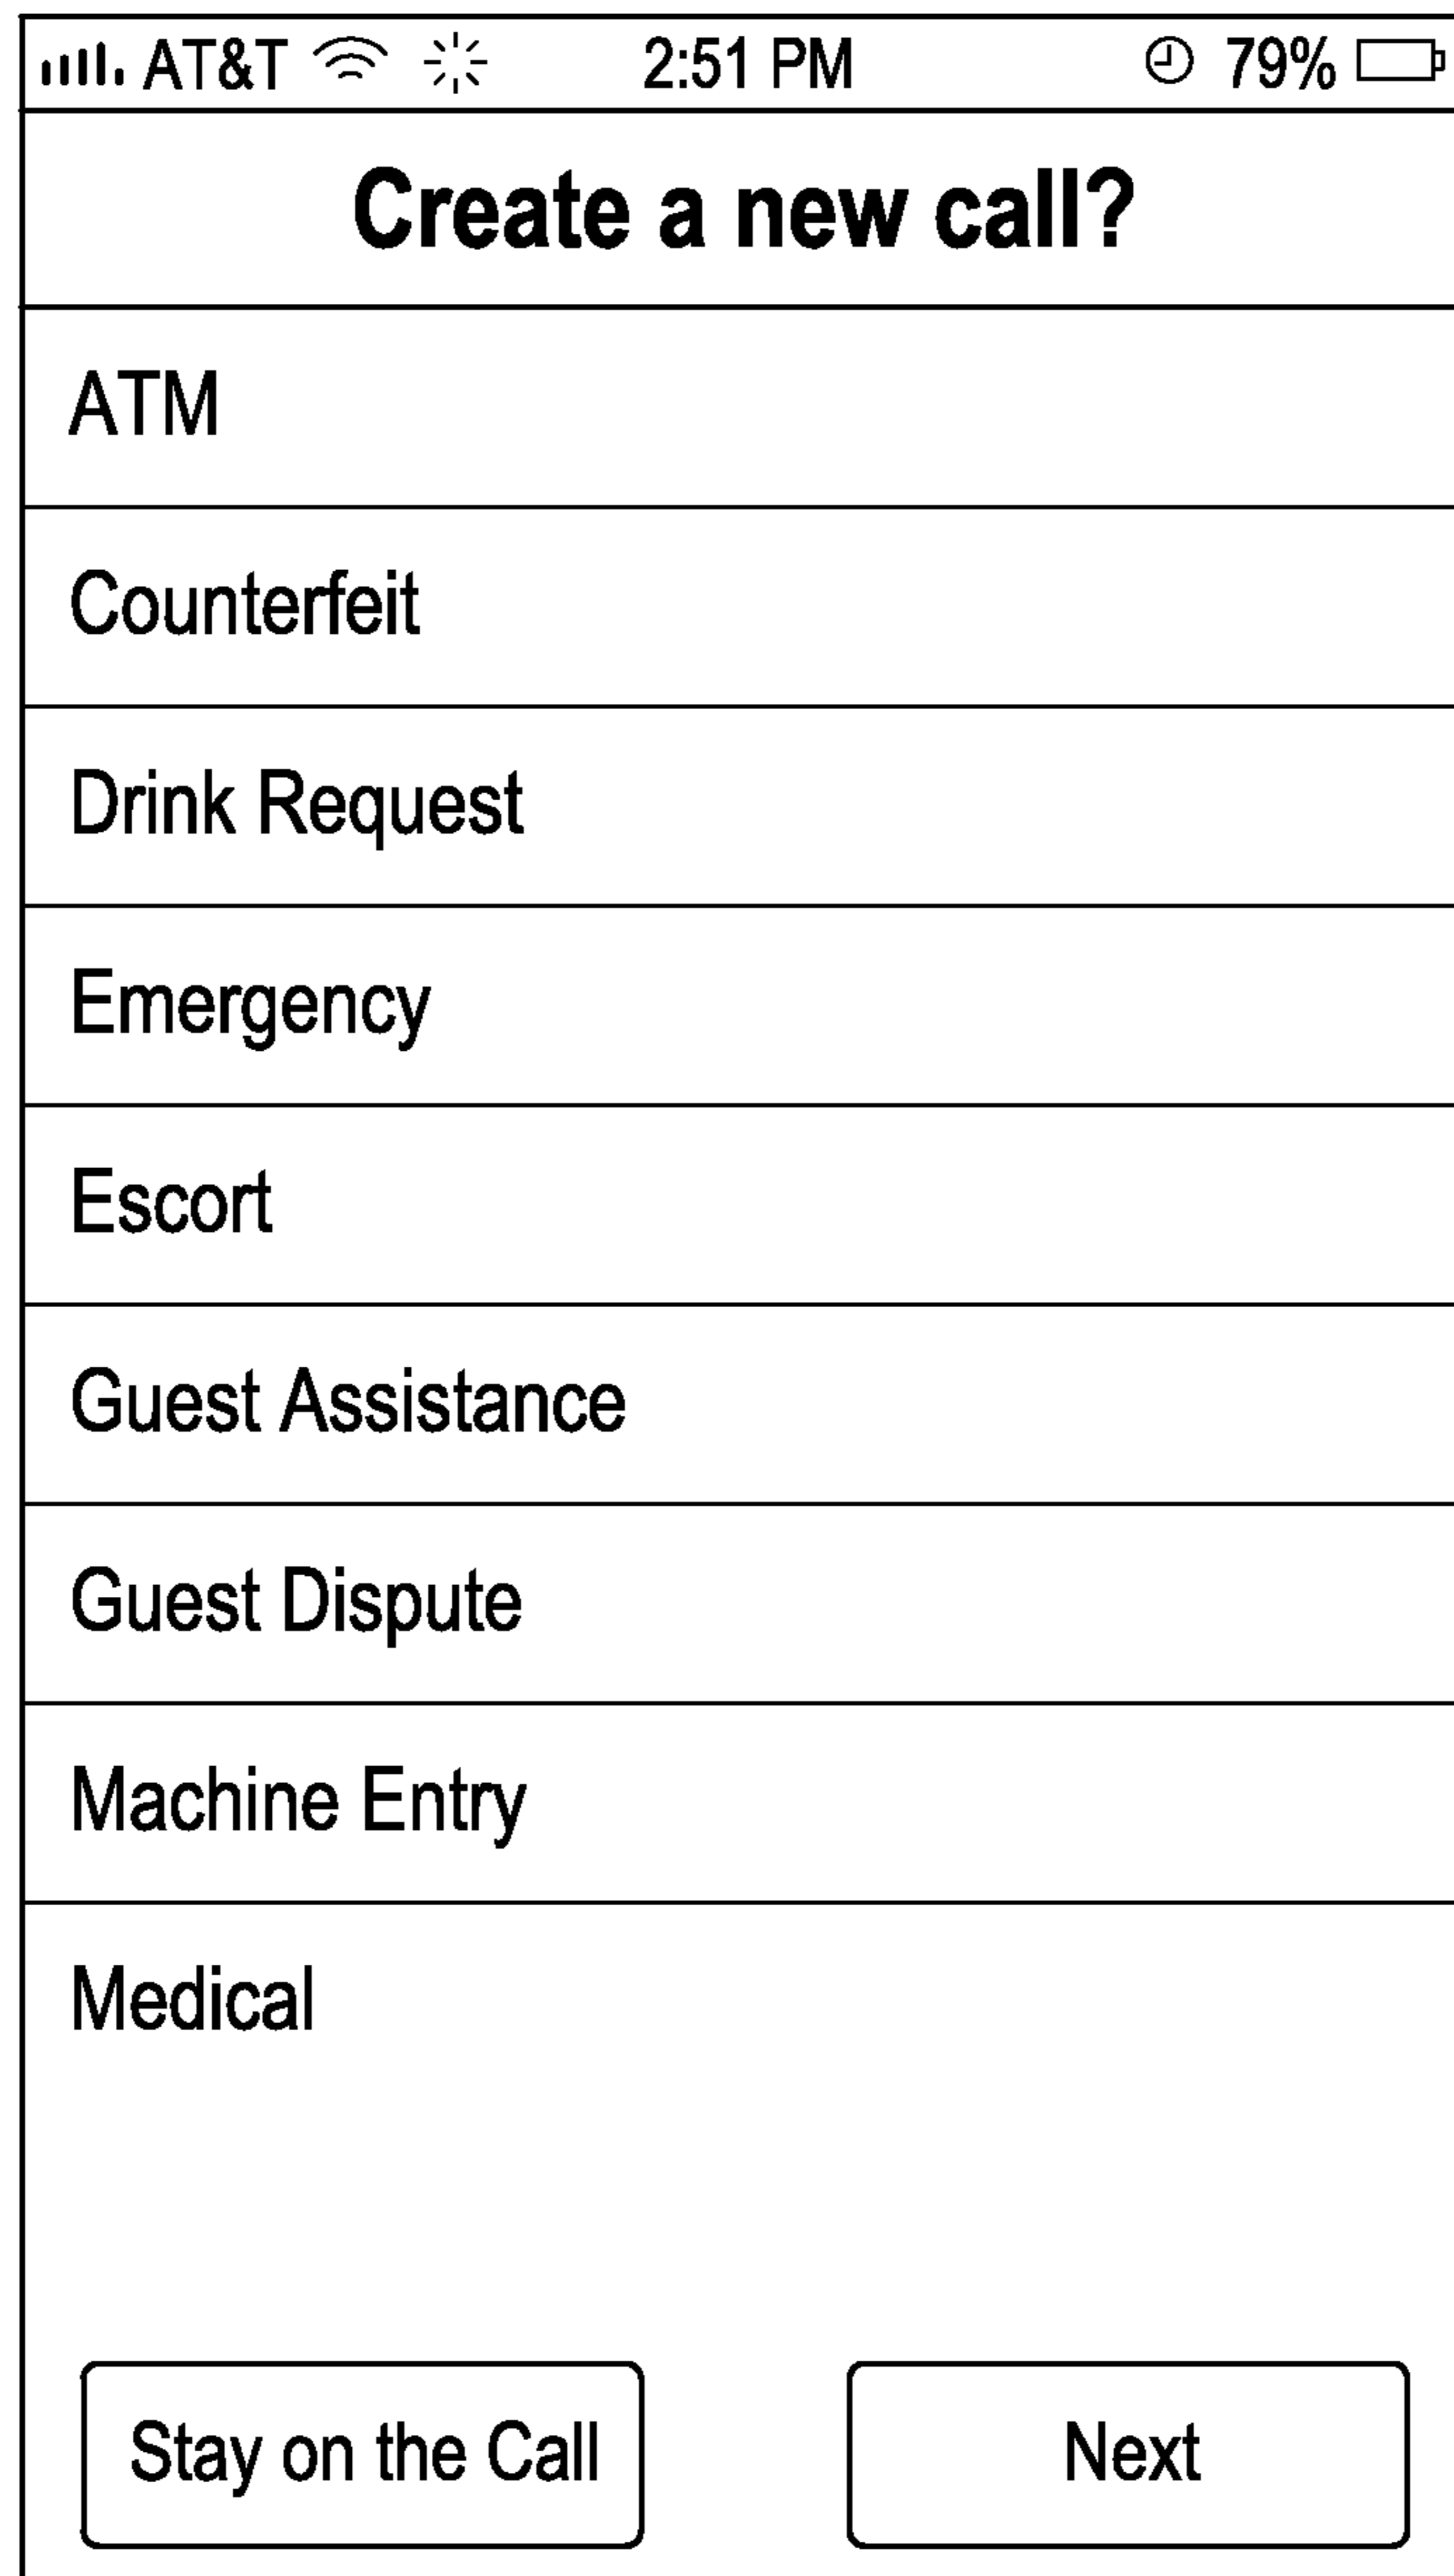 AT&T 2:51 PM 79%
Create a new call?
ATM
Counterfeit
Drink Request
Emergency
Escort
Guest Assistance
Guest Dispute
Machine Entry
Medical
Stay on the Call Next